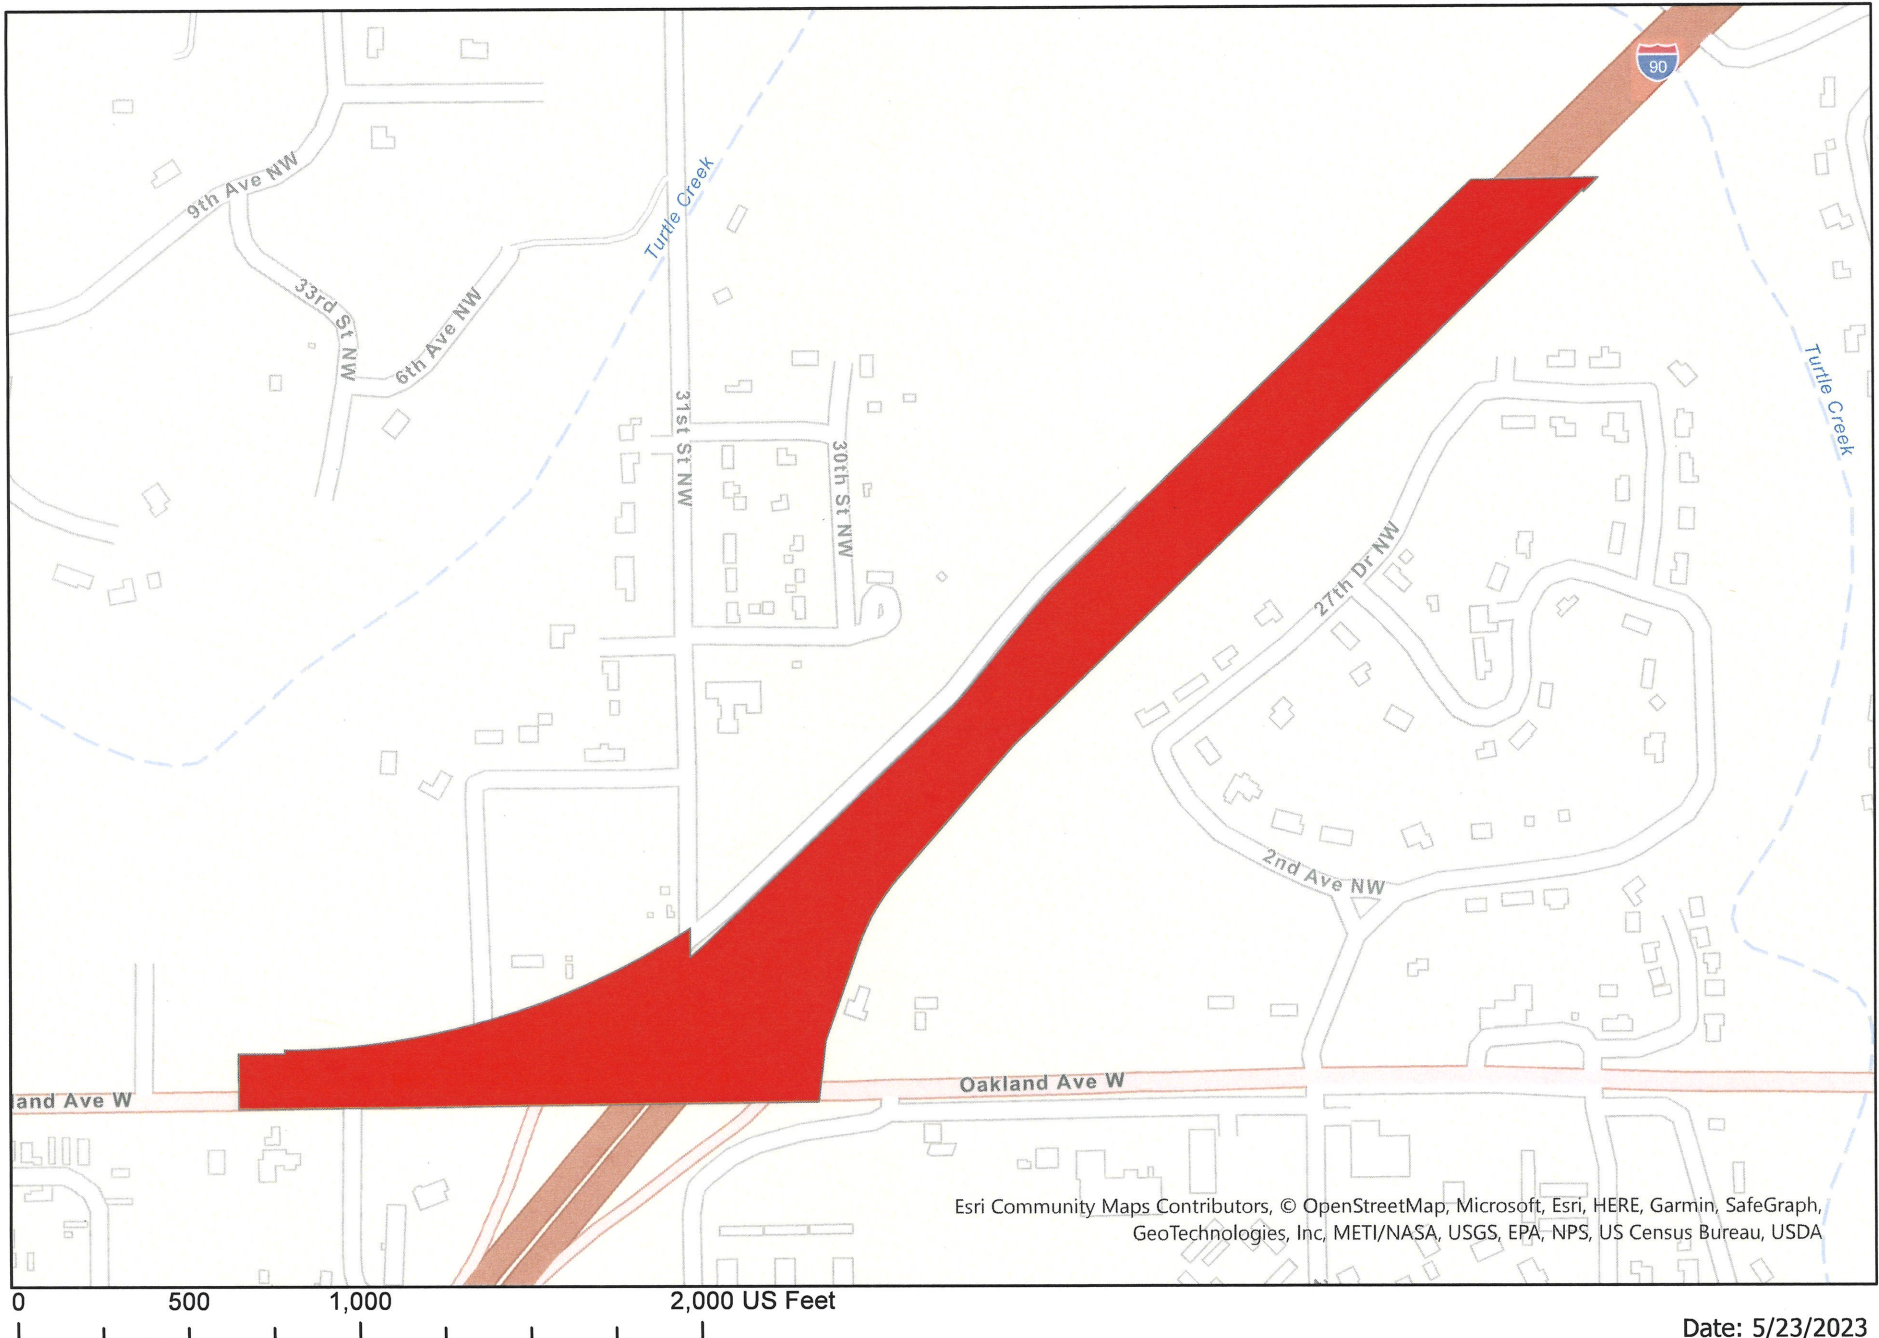 90
9th Ave NW
Turtle Creek
33rd St NW
6th Ave NW
31st St NW
30th St NW
Turtle Creek
27th Dr NW
2nd Ave NW
land Ave W
Oakland Ave W
Esri Community Maps Contributors, © OpenStreetMap, Microsoft, Esri, HERE, Garmin, SafeGraph,
GeoTechnologies, Inc, METI/NASA, USGS, EPA, NPS, US Census Bureau, USDA
0 500 1,000 2,000 US Feet
Date: 5/23/2023